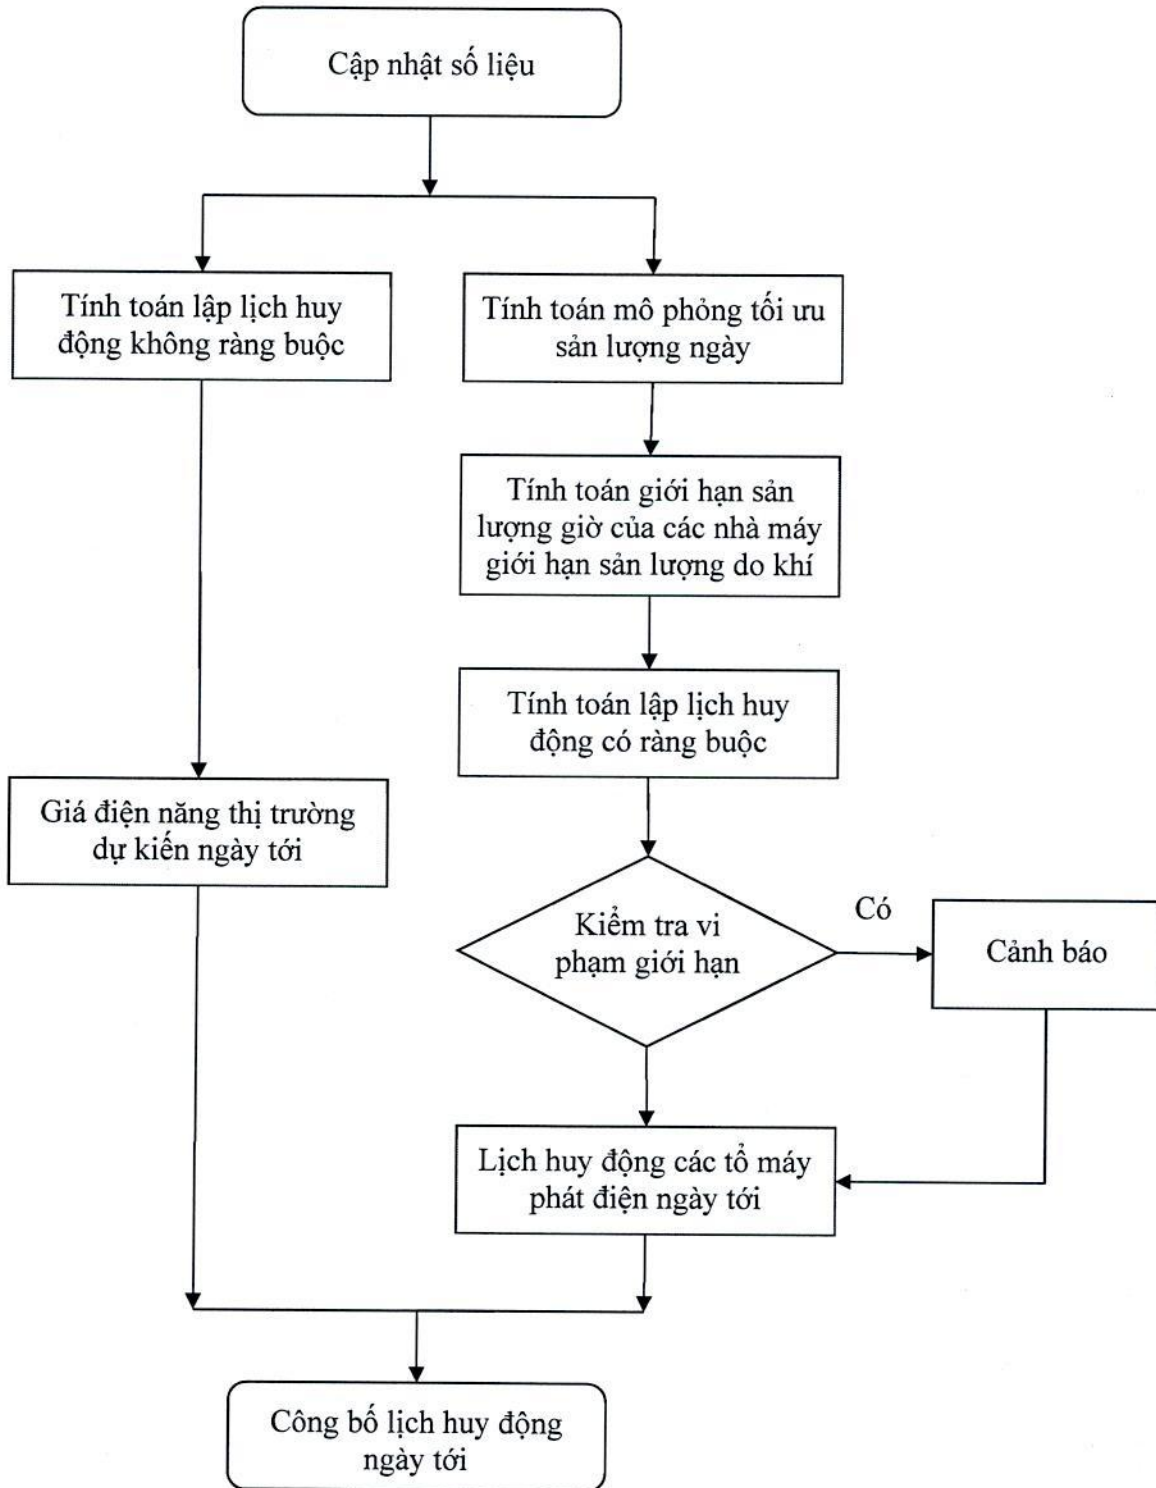 Cập nhật số liệu
Tính toán lập lịch huy
động không ràng buộc
Tính toán mô phỏng tối ưu
sản lượng ngày
Tính toán giới hạn sản
lượng giờ của các nhà máy
giới hạn sản lượng do khí
Tính toán lập lịch huy
động có ràng buộc
Giá điện năng thị trường
dự kiến ngày tới
Kiểm tra vi
phạm giới hạn
Có
Cảnh báo
Lịch huy động các tổ máy
phát điện ngày tới
Công bố lịch huy động
ngày tới